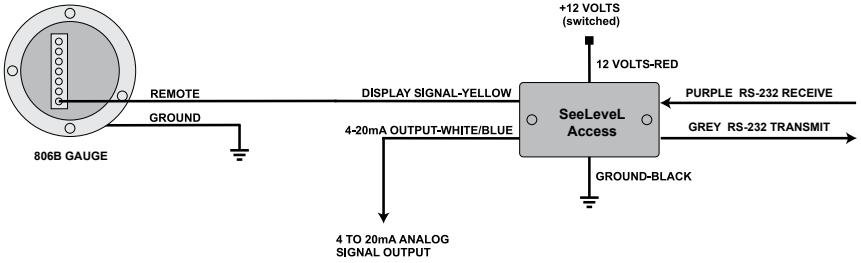 +12 VOLTS
(switched)
12 VOLTS-RED
REMOTE
DISPLAY SIGNAL-YELLOW
SeeLeveL
Access
PURPLE RS-232 RECEIVE
GROUND
4-20mA OUTPUT-WHITE/BLUE
GREY RS-232 TRANSMIT
806B GAUGE
GROUND-BLACK
4 TO 20mA ANALOG
SIGNAL OUTPUT